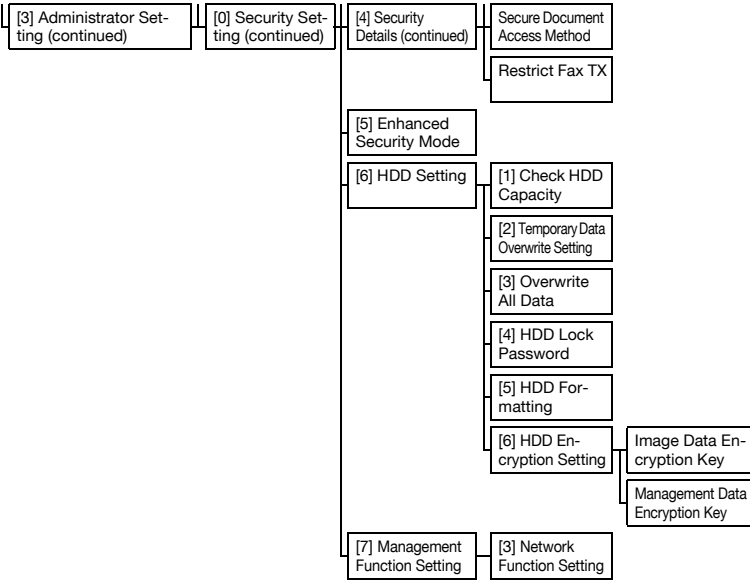 [3] Administrator Set-
ting (continued)
[0] Security Set-
ting (continued)
[4] Security
Details (continued)
Secure Document
Access Method
Restrict Fax TX
[5] Enhanced
Security Mode
[6] HDD Setting
[1] Check HDD
Capacity
[2] Temporary Data
Overwrite Setting
[3] Overwrite
All Data
[4] HDD Lock
Password
[5] HDD For-
matting
[6] HDD En-
cryption Setting
Image Data En-
cryption Key
Management Data
Encryption Key
[7] Management
Function Setting
[3] Network
Function Setting